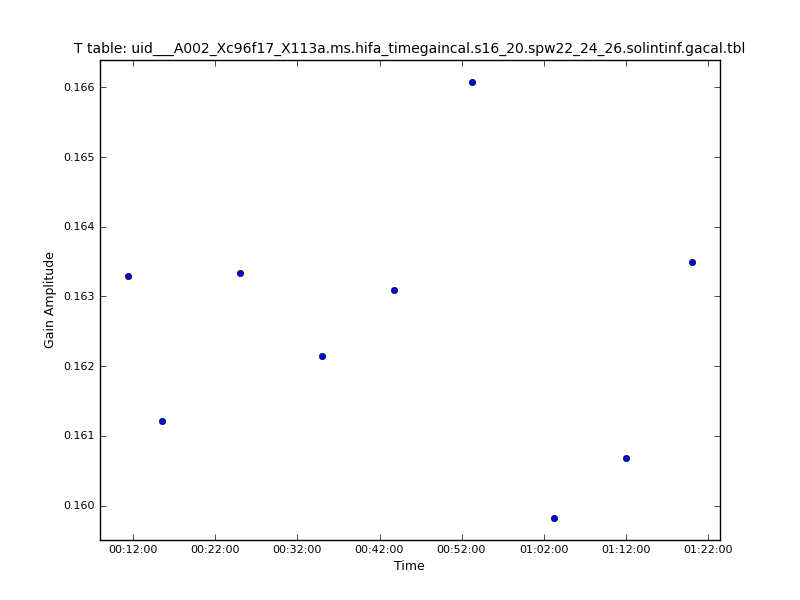 T table: uid___A002_Xc96f17_X113a.ms.hifa_timegaincal.s16_20.spw22_24_26.solintinf.gacal.tbl
0.166
0.165
0.164
0.163
0.162
0.161
0.160
Gain Amplitude
00:12:00 00:22:00 00:32:00 00:42:00 00:52:00 01:02:00 01:12:00 01:22:00
Time